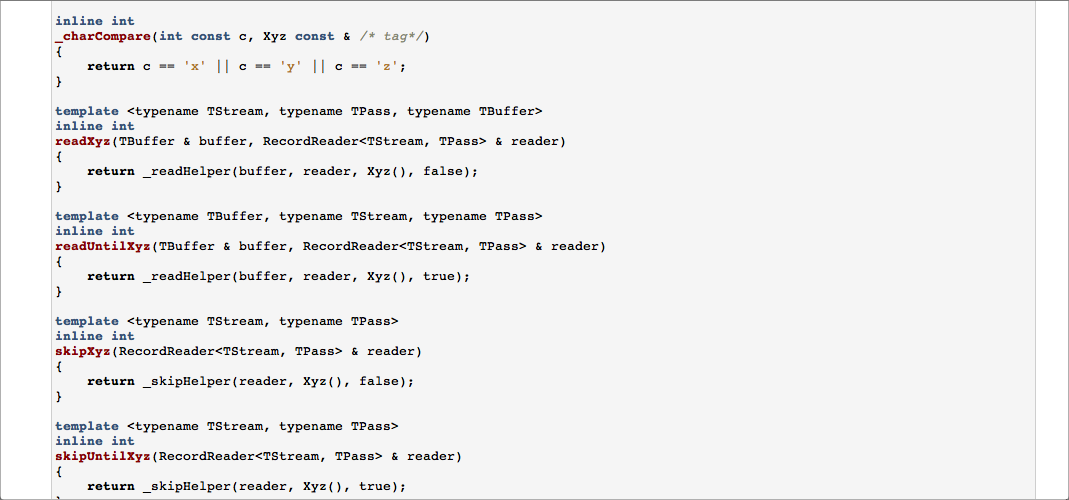 inline int
_charCompare(int const c, Xyz const & /* tag*/)
{
    return c == 'x' || c == 'y' || c == 'z';
}
template <typename TStream, typename TPass, typename TBuffer>
inline int
readXyz(TBuffer & buffer, RecordReader<TStream, TPass> & reader)
{
    return _readHelper(buffer, reader, Xyz(), false);
}
template <typename TBuffer, typename TStream, typename TPass>
inline int
readUntilXyz(TBuffer & buffer, RecordReader<TStream, TPass> & reader)
{
    return _readHelper(buffer, reader, Xyz(), true);
}
template <typename TStream, typename TPass>
inline int
skipXyz(RecordReader<TStream, TPass> & reader)
{
    return _skipHelper(reader, Xyz(), false);
}
template <typename TStream, typename TPass>
inline int
skipUntilXyz(RecordReader<TStream, TPass> & reader)
{
    return _skipHelper(reader, Xyz(), true);